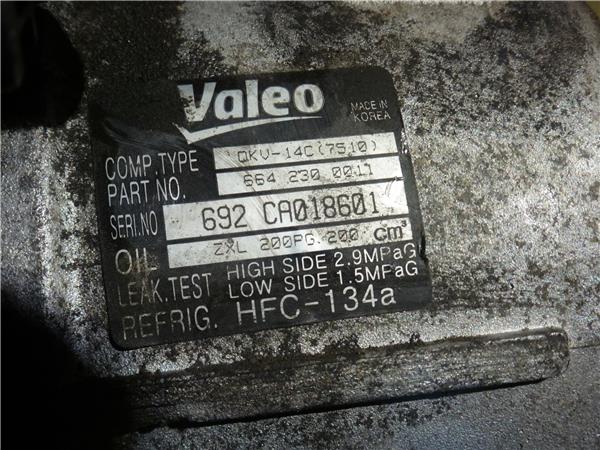 Valeo
MADE IN
KOREA
COMP.TYPE QKV-14C(7510)
PART NO. 664 230 0011
SERI.NO 692 CA018601
OIL ZXL 200PG.200 cm³
LEAK.TEST HIGH SIDE 2.9MPaG
LOW SIDE 1.5MPaG
REFRIG. HFC-134a